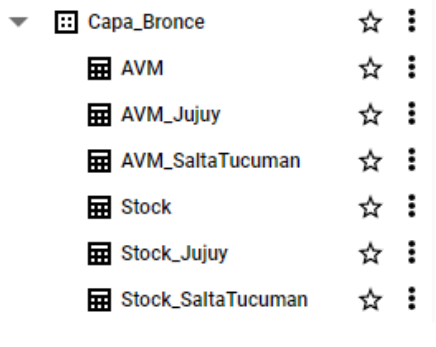 Capa_Bronce
AVM
AVM_Jujuy
AVM_SaltaTucuman
Stock
Stock_Jujuy
Stock_SaltaTucuman